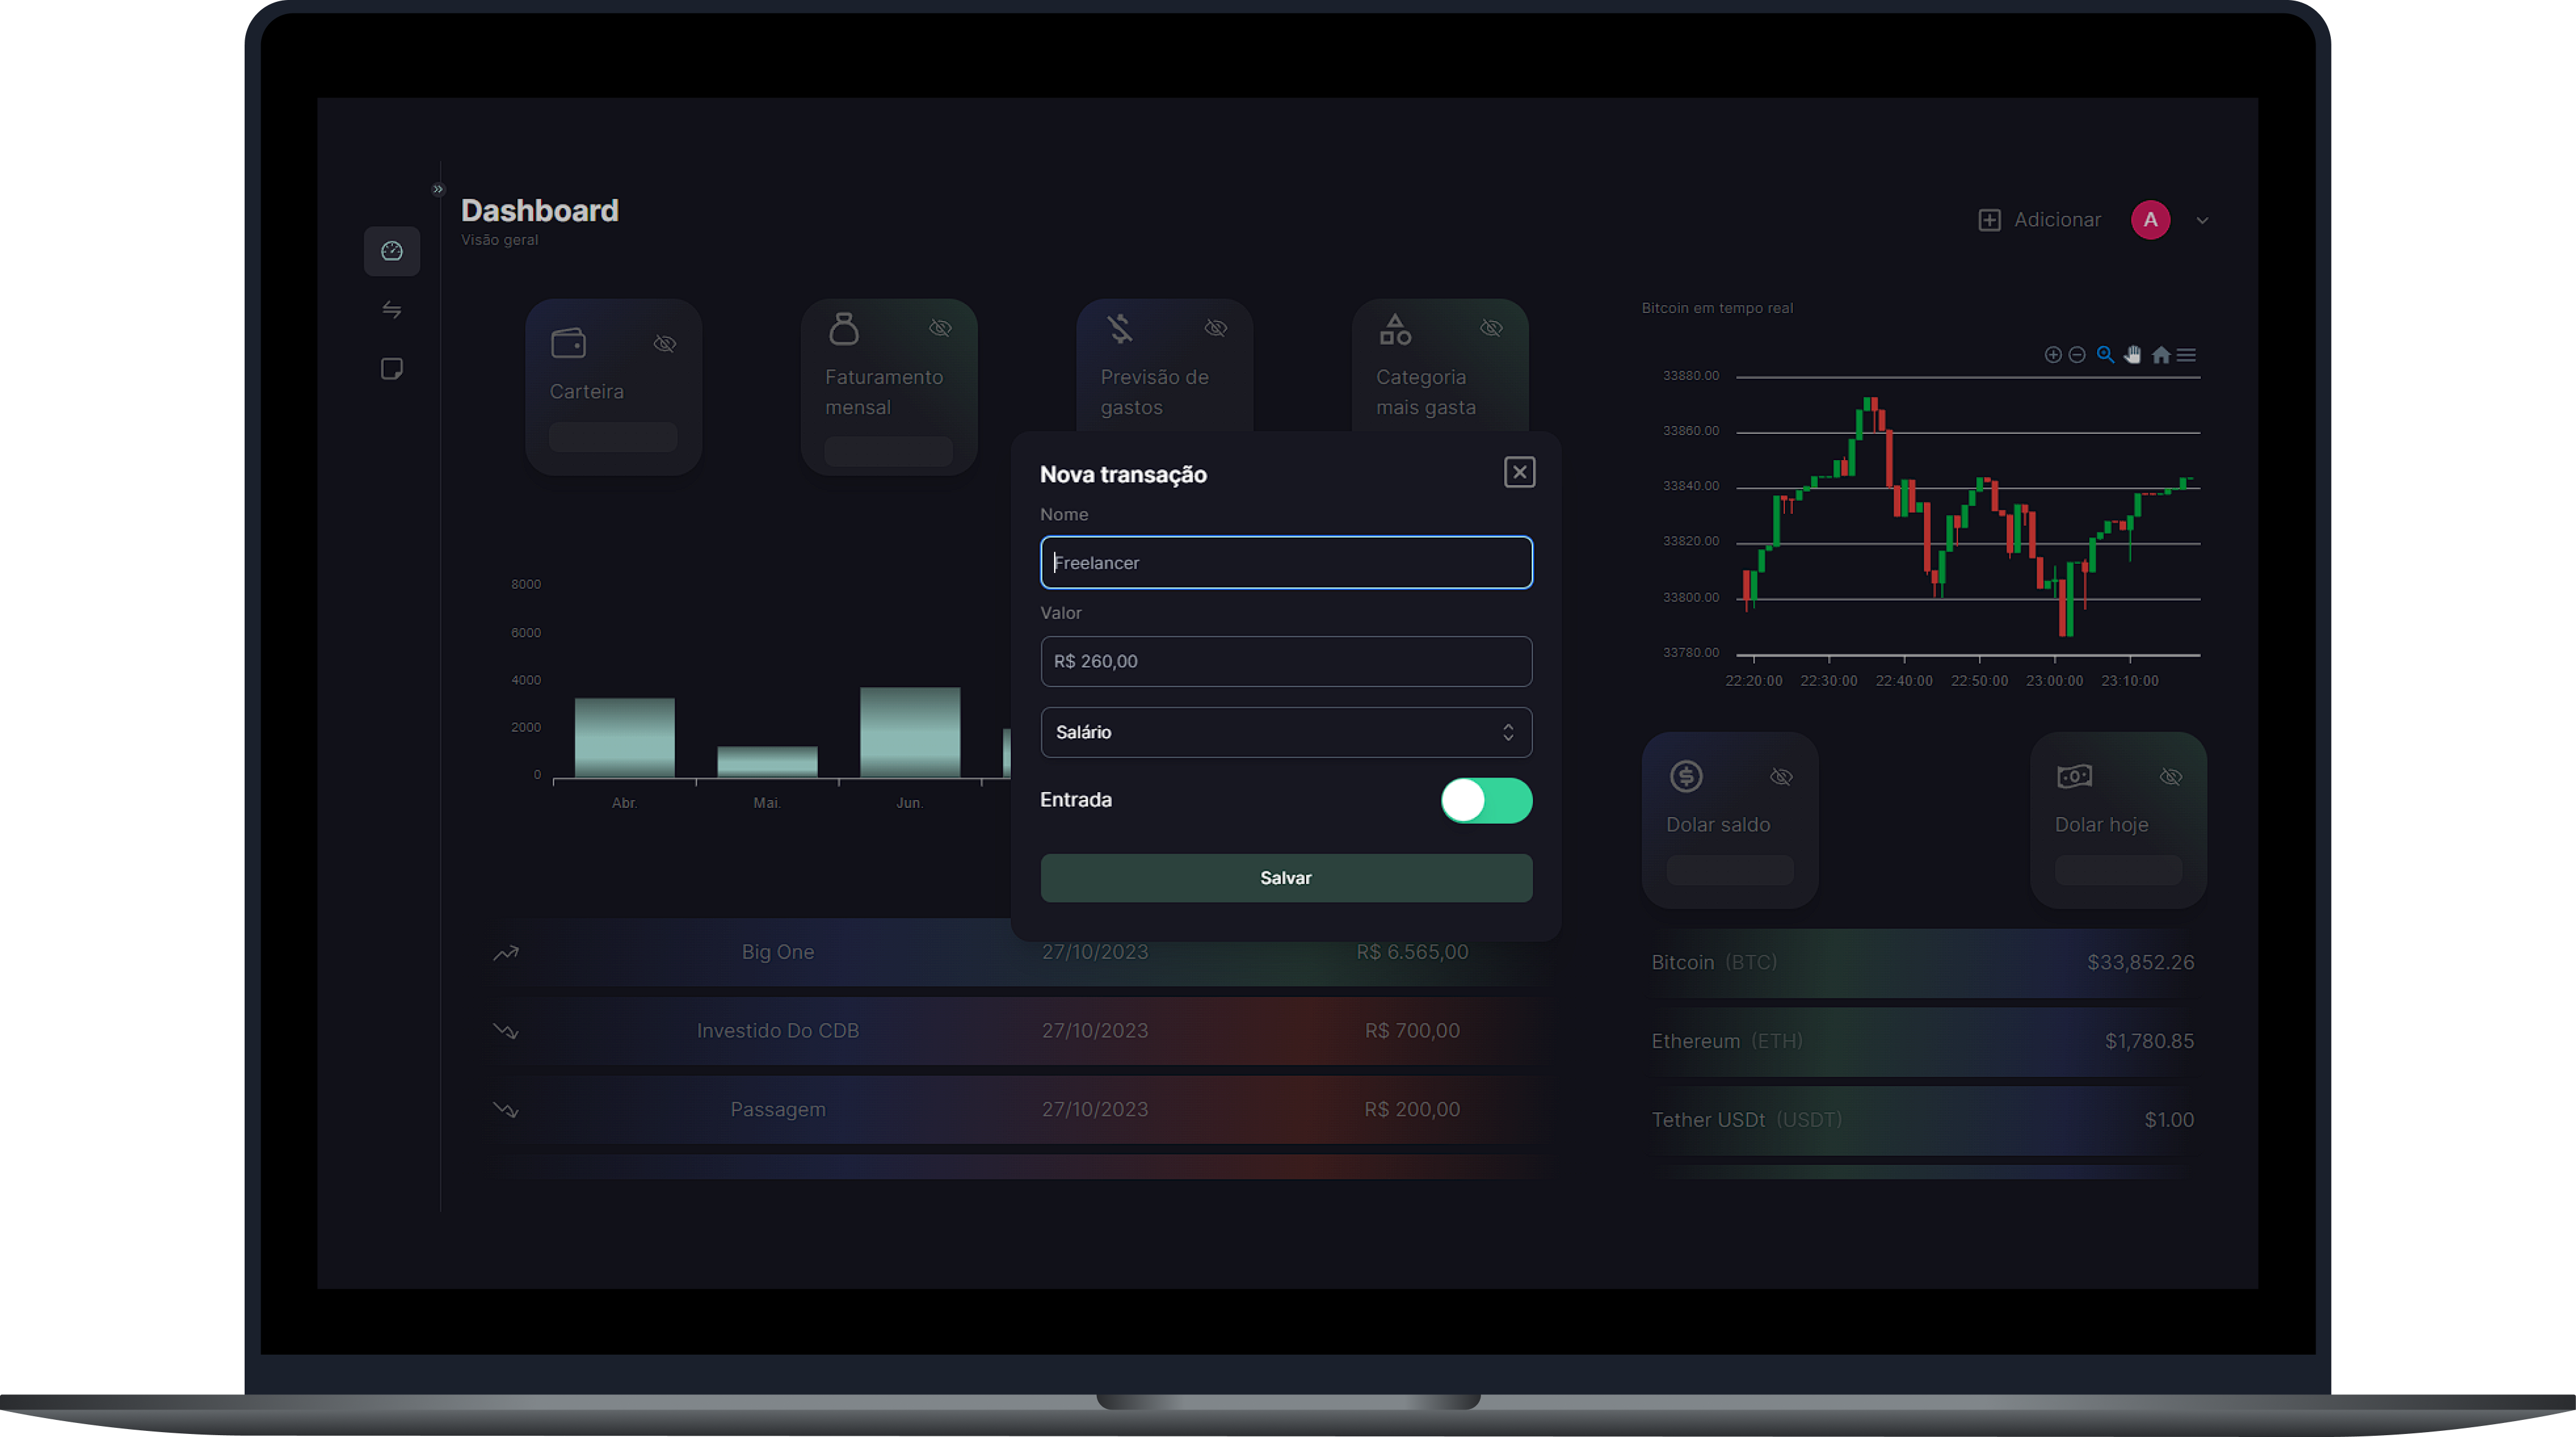 Dashboard
Visão geral
Adicionar
A
Carteira
Faturamento
mensal
Previsão de
gastos
Categoria
mais gasta
Bitcoin em tempo real
33880.00
33860.00
33840.00
33820.00
33800.00
33780.00
22:20:00 22:30:00 22:40:00 22:50:00 23:00:00 23:10:00
Nova transação
Nome
Freelancer
Valor
R$ 260,00
Salário
Entrada
Salvar
8000
6000
4000
2000
0
Abr. Mai. Jun.
Dolar saldo
Dolar hoje
Big One 27/10/2023 R$ 6.565,00
Investido Do CDB 27/10/2023 R$ 700,00
Passagem 27/10/2023 R$ 200,00
Bitcoin (BTC) $33,852.26
Ethereum (ETH) $1,780.85
Tether USDt (USDT) $1.00